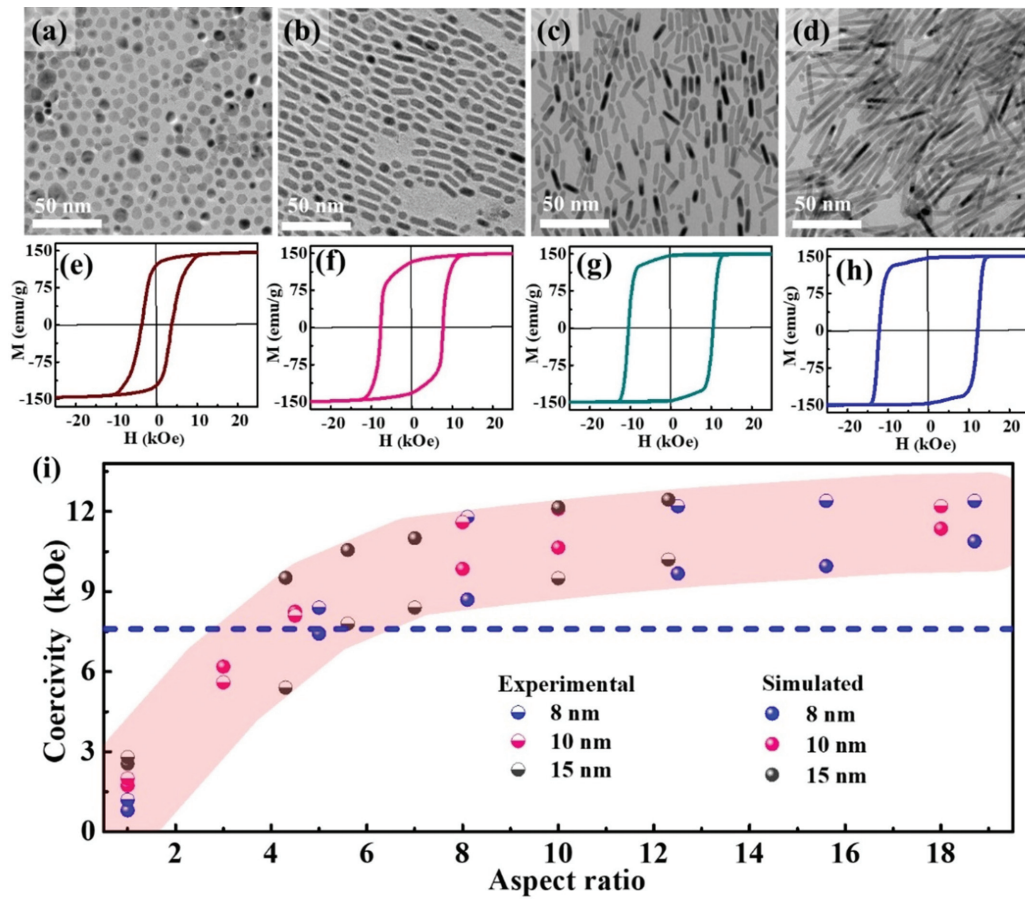 (a)
(b)
(c)
(d)
50 nm
50 nm
50 nm
50 nm
(e)
(f)
(g)
(h)
150
75
0
-75
-150
M (emu/g)
-20 -10 0 10 20
H (kOe)
150
75
0
-75
-150
M (emu/g)
-20 -10 0 10 20
H (kOe)
150
75
0
-75
-150
M (emu/g)
-20 -10 0 10 20
H (kOe)
150
75
0
-75
-150
M (emu/g)
-20 -10 0 10 20
H (kOe)
(i)
12
9
6
3
0
Coercivity (kOe)
Experimental
8 nm
10 nm
15 nm
Simulated
8 nm
10 nm
15 nm
2 4 6 8 10 12 14 16 18
Aspect ratio